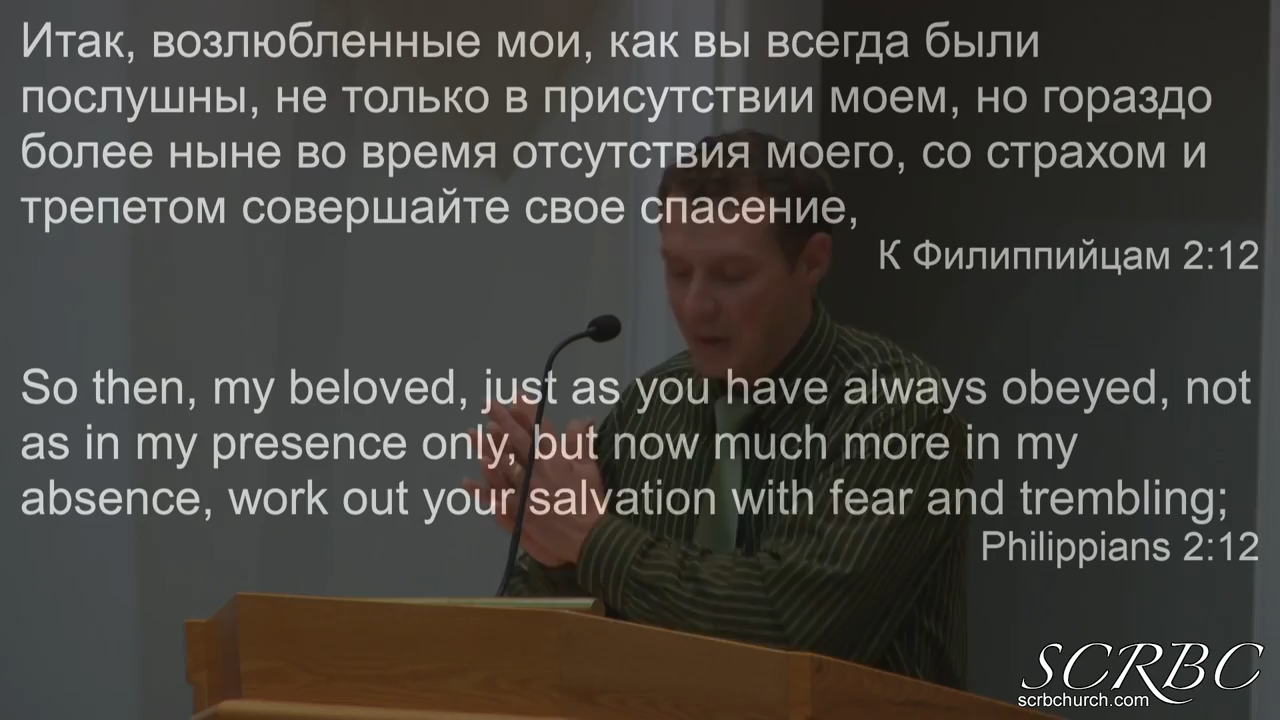 Итак, возлюбленные мои, как вы всегда были
послушны, не только в присутствии моем, но гораздо
более ныне во время отсутствия моего, со страхом и
трепетом совершайте свое спасение,
К Филиппийцам 2:12
So then, my beloved, just as you have always obeyed, not
as in my presence only, but now much more in my
absence, work out your salvation with fear and trembling;
Philippians 2:12
SCRBC
scrbchurch.com